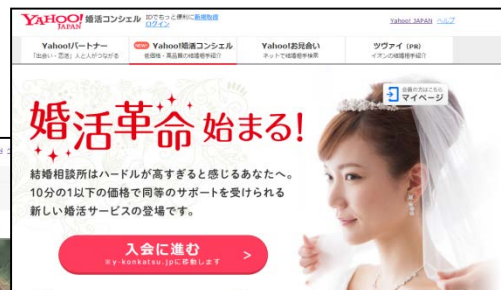 YAHOO! JAPAN 婚活コンシェル IDでもっと便利に新規取得
ログイン
Yahoo! JAPAN ヘルプ
Yahoo!パートナー
「出会い・恋活」人と人がつながる
Yahoo!婚活コンシェル
低価格・高品質の結婚相手紹介
Yahoo!お見合い
ネットで結婚相手検索
ツヴァイ (PR)
イオンの結婚相手紹介
会員の方はこちら
マイページ
婚活革命 始まる!
結婚相談所はハードルが高すぎると感じるあなたへ。
10分の1以下の価格で同等のサポートを受けられる
新しい婚活サービスの登場です。
入会に進む
※y-konkatsu.jpに移動します